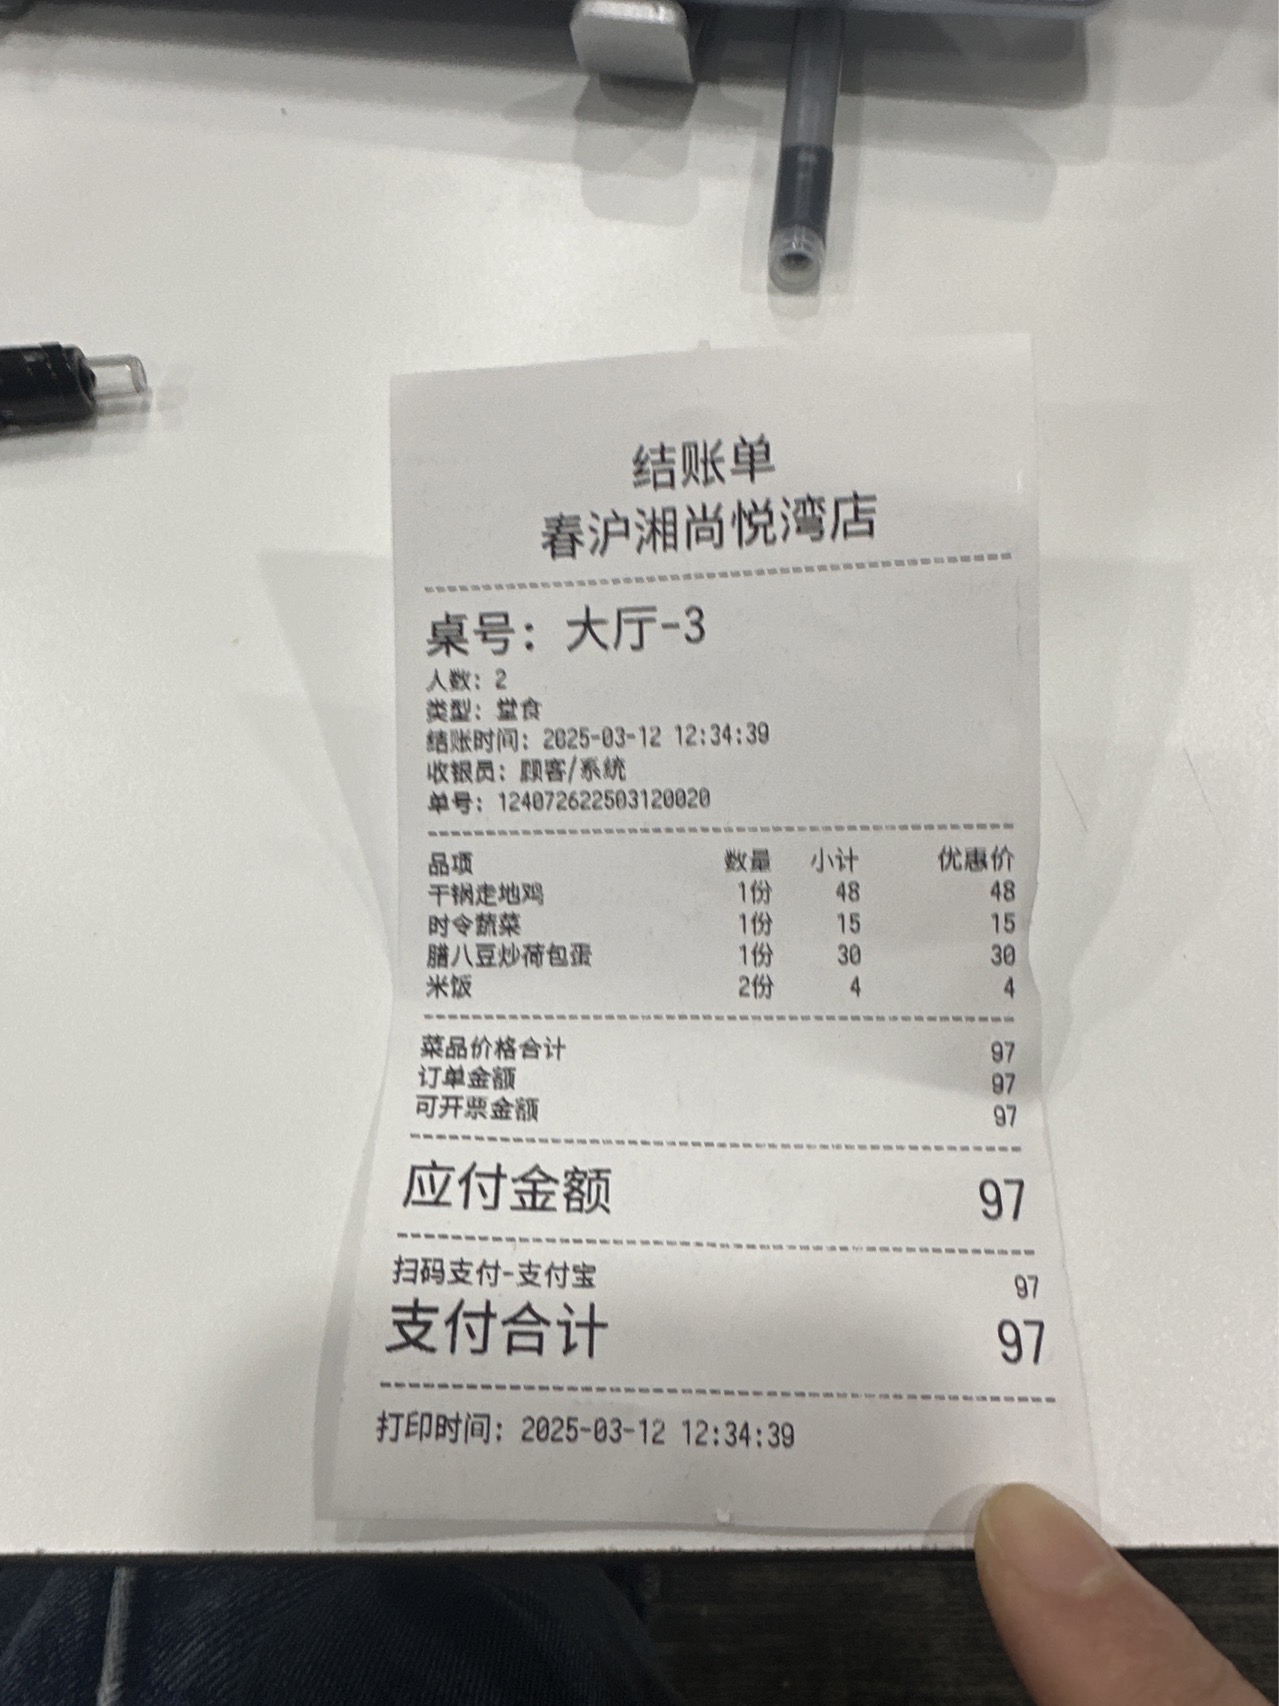 结账单
春沪湘尚悦湾店
桌号：大厅-3
人数：2
类型：堂食
结账时间：2025-03-12 12:34:39
收银员：顾客/系统
单号：124072622503120020
品项 数量 小计 优惠价
干锅走地鸡 1份 48 48
时令蔬菜 1份 15 15
腊八豆炒荷包蛋 1份 30 30
米饭 2份 4 4
菜品价格合计 97
订单金额 97
可开票金额 97
应付金额 97
扫码支付-支付宝 97
支付合计 97
打印时间：2025-03-12 12:34:39